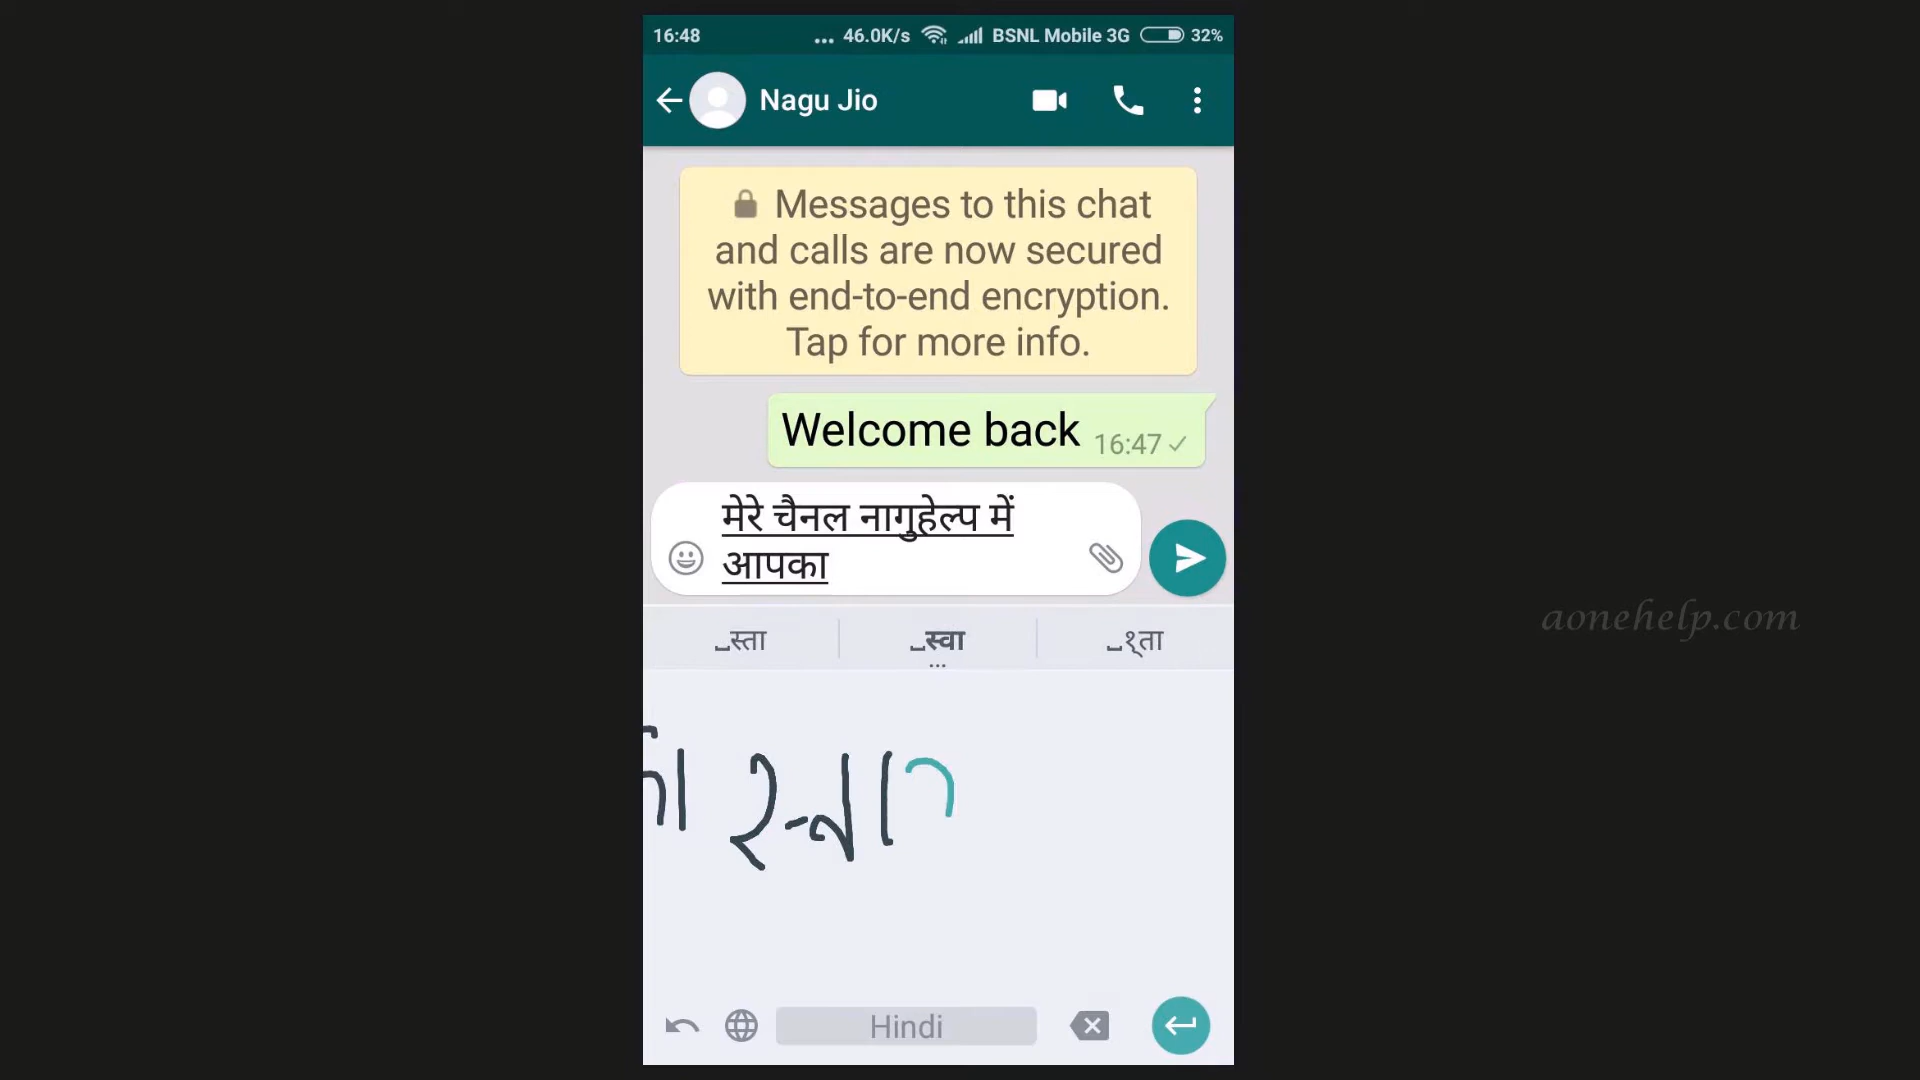 16:48 ... 46.0K/s BSNL Mobile 3G 32%
Nagu Jio
Messages to this chat
and calls are now secured
with end-to-end encryption.
Tap for more info.
Welcome back 16:47
मेरे चैनल नागुहेल्प में
आपका
स्ता स्वा १्ता
...
का स्वा
aonehelp.com
Hindi